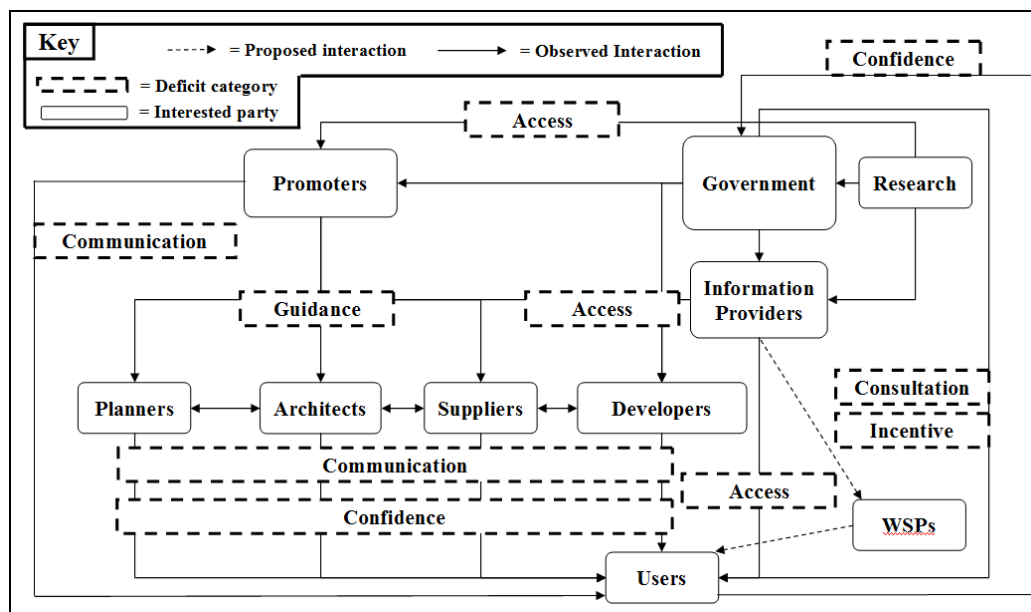 Key
= Proposed interaction
= Observed Interaction
= Deficit category
= Interested party
Confidence
Access
Promoters
Government
Research
Communication
Information
Providers
Guidance
Access
Planners
Architects
Suppliers
Developers
Consultation
Incentive
Communication
Access
Confidence
WSPs
Users